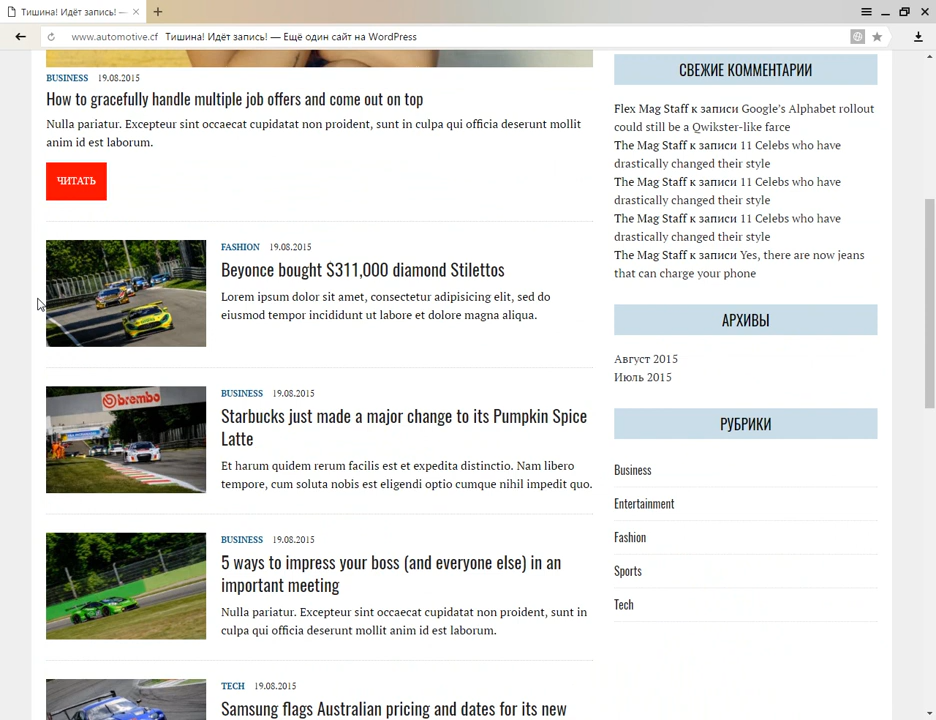 Тишина! Идёт запись! —
www.automotive.cf Тишина! Идёт запись! — Ещё один сайт на WordPress
BUSINESS 19.08.2015
How to gracefully handle multiple job offers and come out on top
Nulla pariatur. Excepteur sint occaecat cupidatat non proident, sunt in culpa qui officia deserunt mollit
anim id est laborum.
ЧИТАТЬ
FASHION 19.08.2015
Beyonce bought $311,000 diamond Stilettos
Lorem ipsum dolor sit amet, consectetur adipisicing elit, sed do
eiusmod tempor incididunt ut labore et dolore magna aliqua.
brembo
BUSINESS 19.08.2015
Starbucks just made a major change to its Pumpkin Spice
Latte
Et harum quidem rerum facilis est et expedita distinctio. Nam libero
tempore, cum soluta nobis est eligendi optio cumque nihil impedit quo.
BUSINESS 19.08.2015
5 ways to impress your boss (and everyone else) in an
important meeting
Nulla pariatur. Excepteur sint occaecat cupidatat non proident, sunt in
culpa qui officia deserunt mollit anim id est laborum.
TECH 19.08.2015
Samsung flags Australian pricing and dates for its new
СВЕЖИЕ КОММЕНТАРИИ
Flex Mag Staff к записи Google's Alphabet rollout
could still be a Qwikster-like farce
The Mag Staff к записи 11 Celebs who have
drastically changed their style
The Mag Staff к записи 11 Celebs who have
drastically changed their style
The Mag Staff к записи 11 Celebs who have
drastically changed their style
The Mag Staff к записи Yes, there are now jeans
that can charge your phone
АРХИВЫ
Август 2015
Июль 2015
РУБРИКИ
Business
Entertainment
Fashion
Sports
Tech